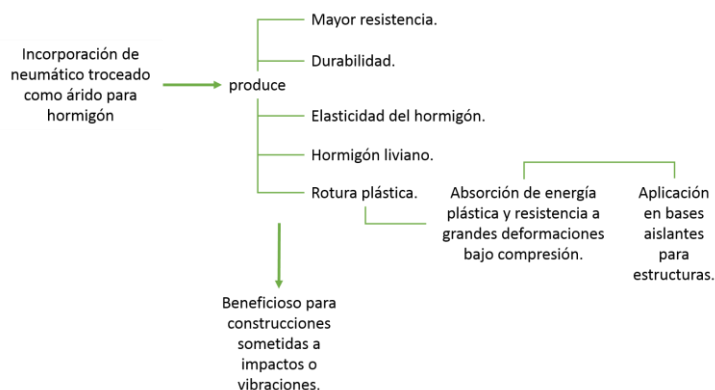 Incorporación de
neumático troceado
como árido para
hormigón
produce
Mayor resistencia.
Durabilidad.
Elasticidad del hormigón.
Hormigón liviano.
Rotura plástica.
Absorción de energía
plástica y resistencia a
grandes deformaciones
bajo compresión.
Aplicación
en bases
aislantes
para
estructuras.
Beneficioso para
construcciones
sometidas a
impactos o
vibraciones.